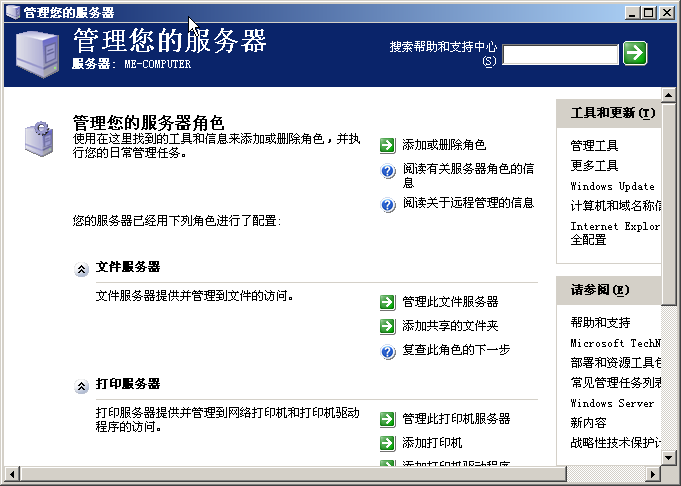 管理您的服务器
管理您的服务器
服务器: ME-COMPUTER
搜索帮助和支持中心
(S)
管理您的服务器角色
使用在这里找到的工具和信息来添加或删除角色，并执
行您的日常管理任务。
添加或删除角色
阅读有关服务器角色的信
息
阅读关于远程管理的信息
您的服务器已经用下列角色进行了配置:
文件服务器
文件服务器提供并管理到文件的访问。
管理此文件服务器
添加共享的文件夹
复查此角色的下一步
打印服务器
打印服务器提供并管理到网络打印机和打印机驱动
程序的访问。
管理此打印机服务器
添加打印机
添加打印机驱动程序
工具和更新(T)
管理工具
更多工具
Windows Update
计算机和域名称信
Internet Explor
全配置
请参阅(E)
帮助和支持
Microsoft TechN
部署和资源工具包
常见管理任务列表
Windows Server
新内容
战略性技术保护计